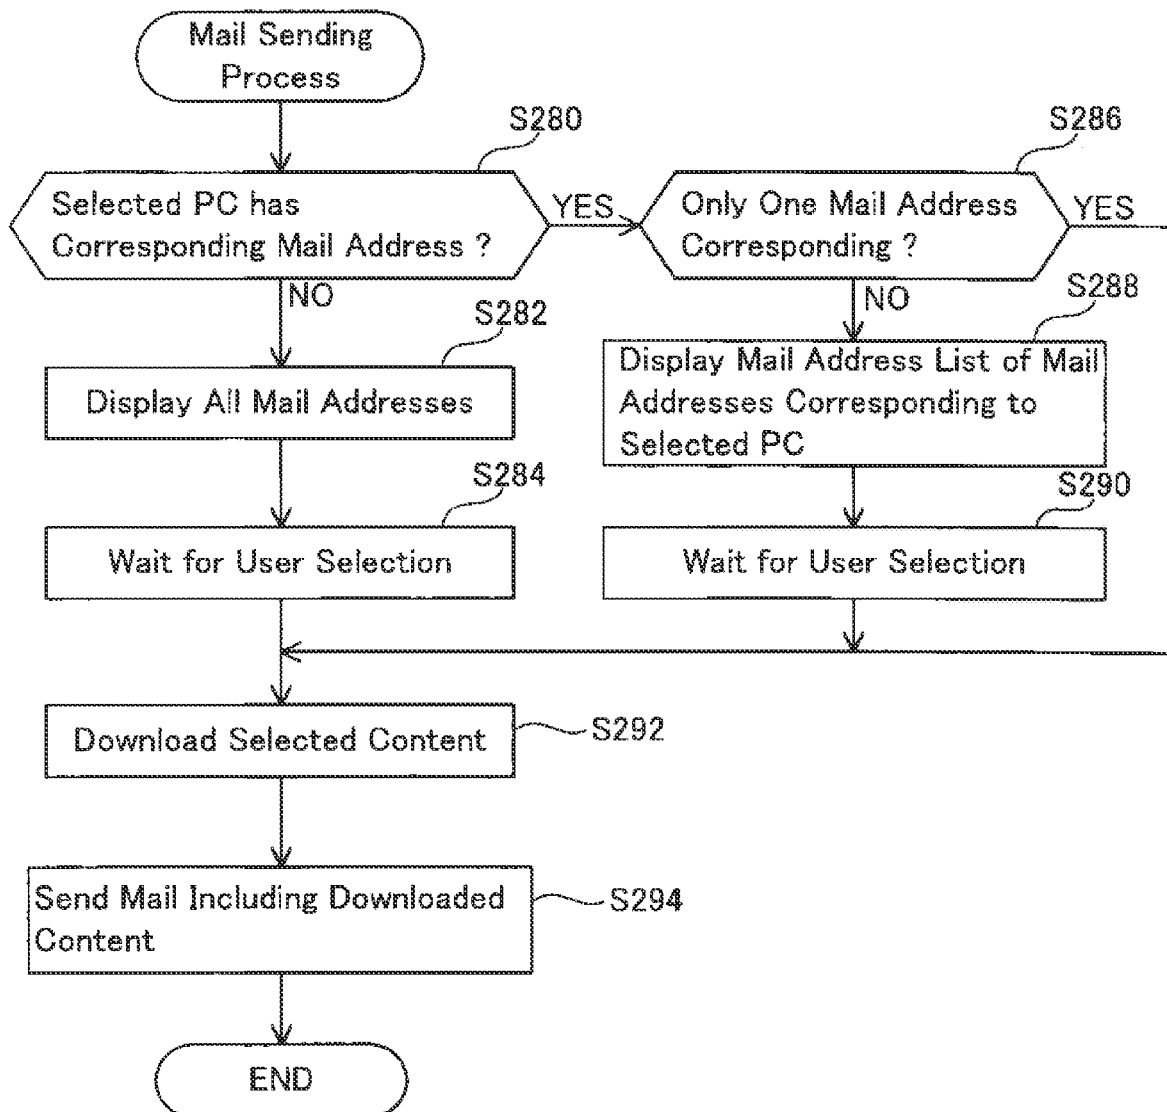 Mail Sending
Process
S280
Selected PC has
Corresponding Mail Address ?
YES
NO
S286
Only One Mail Address
Corresponding ?
YES
NO
S282
Display All Mail Addresses
S288
Display Mail Address List of Mail
Addresses Corresponding to
Selected PC
S284
Wait for User Selection
S290
Wait for User Selection
Download Selected Content
S292
Send Mail Including Downloaded
Content
S294
END